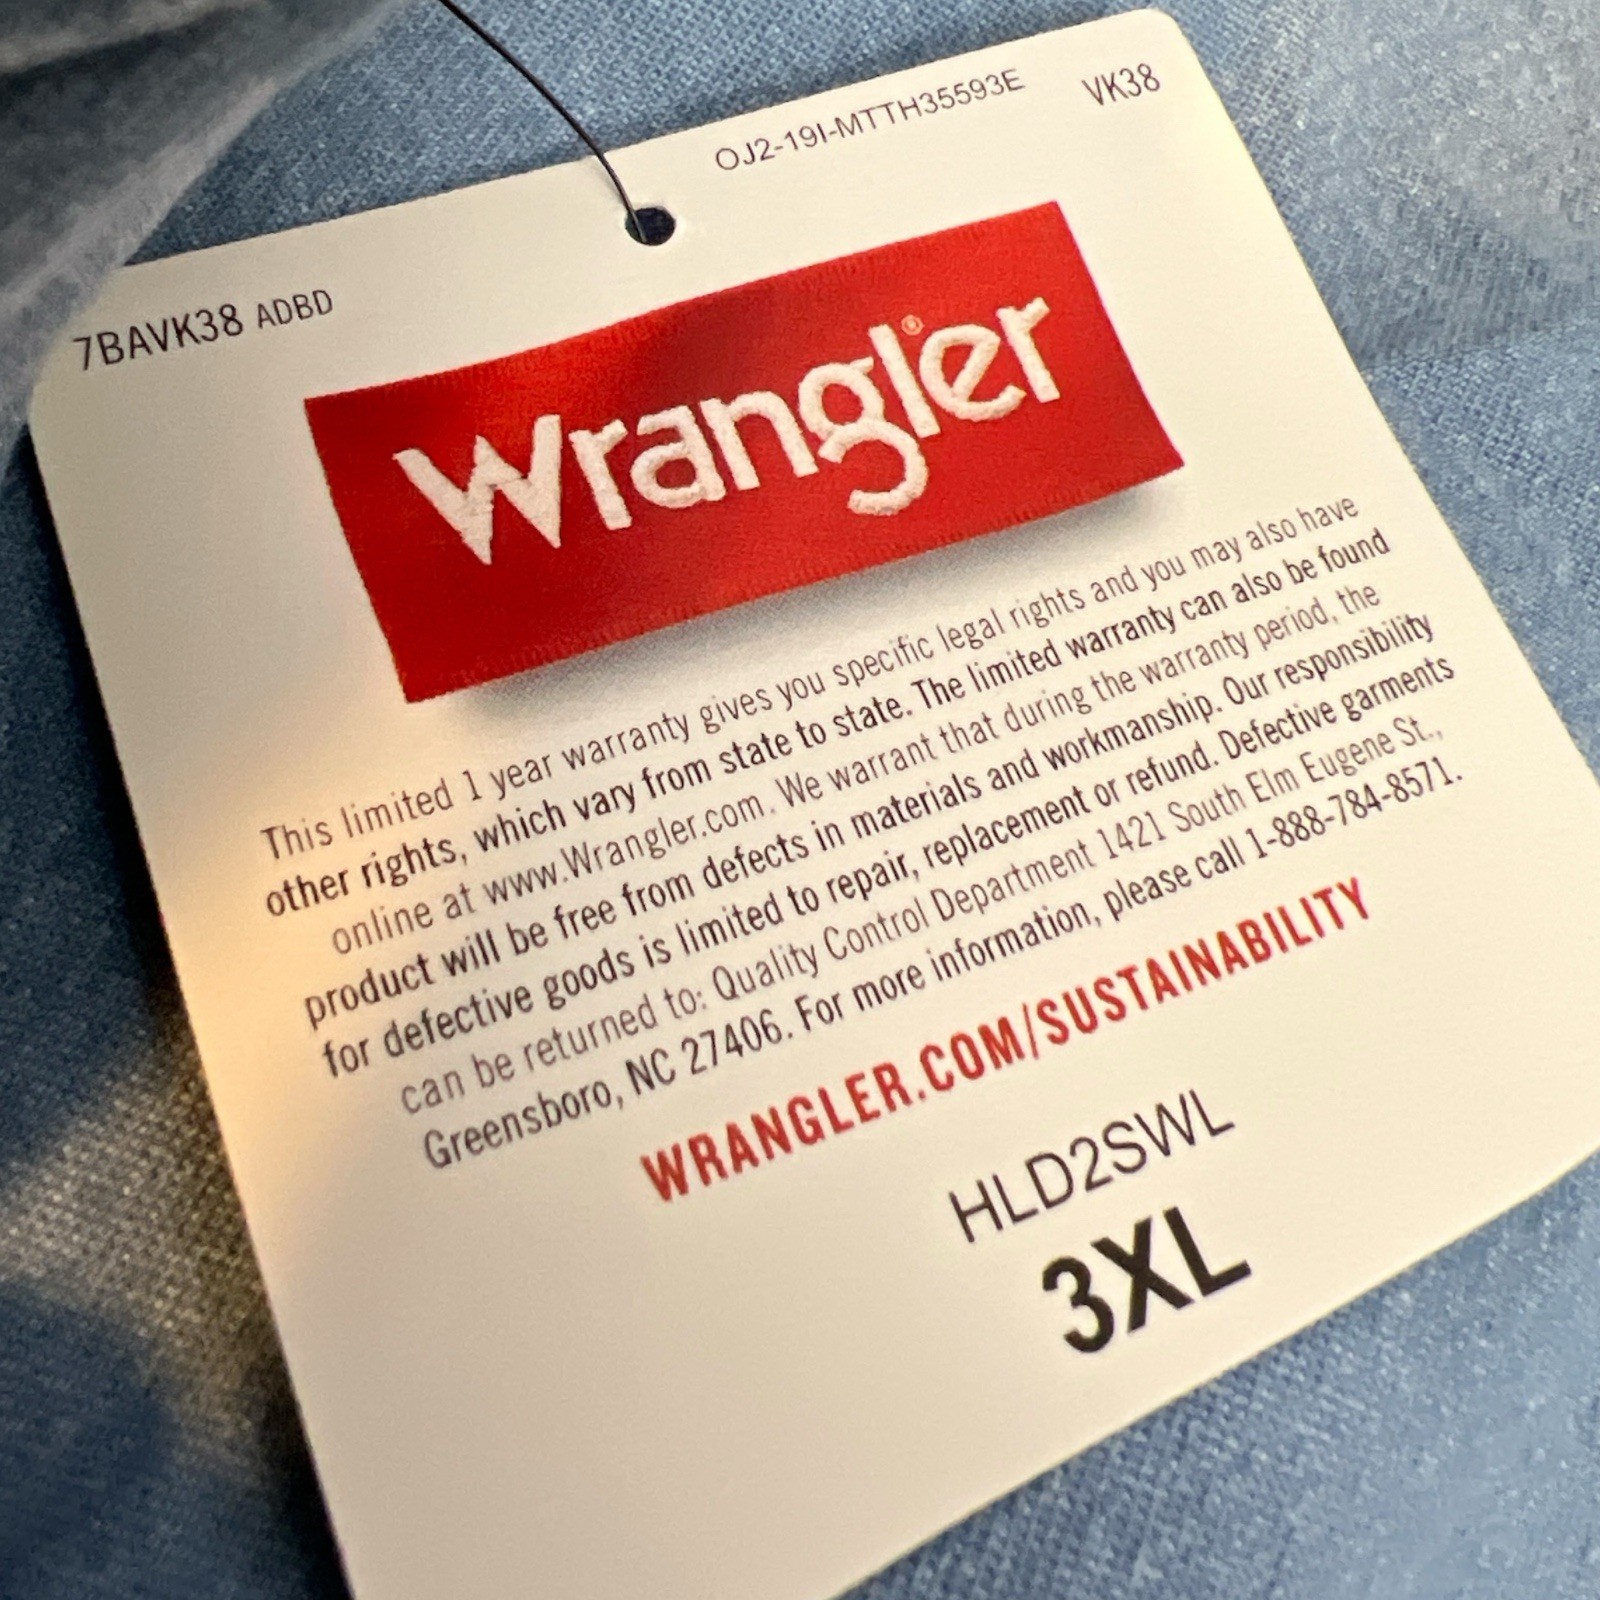 OJ2-19I-MTTH35593E VK38
7BAVK38 ADBD
Wrangler®
This limited 1 year warranty gives you specific legal rights and you may also have
other rights, which vary from state to state. The limited warranty can also be found
online at www.Wrangler.com. We warrant that during the warranty period, the
product will be free from defects in materials and workmanship. Our responsibility
for defective goods is limited to repair, replacement or refund. Defective garments
can be returned to: Quality Control Department 1421 South Elm Eugene St.,
Greensboro, NC 27406. For more information, please call 1-888-784-8571.
WRANGLER.COM/SUSTAINABILITY
HLD2SWL
3XL